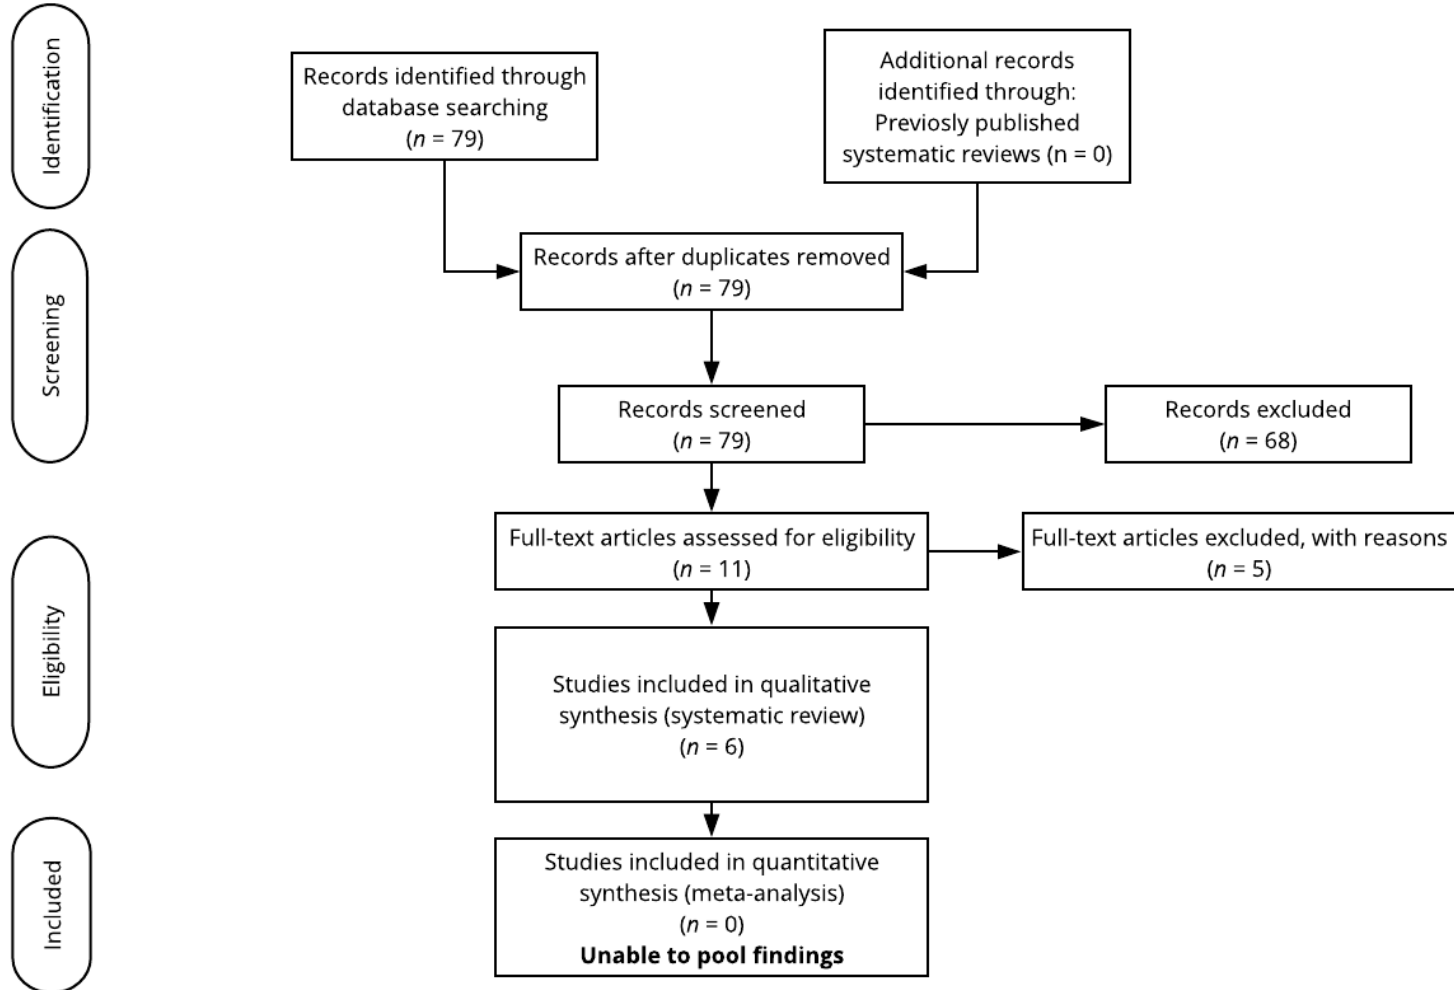 Identification
Records identified through
database searching
(n = 79)
Additional records
identified through:
Previosly published
systematic reviews (n = 0)
Screening
Records after duplicates removed
(n = 79)
Records screened
(n = 79)
Records excluded
(n = 68)
Eligibility
Full-text articles assessed for eligibility
(n = 11)
Full-text articles excluded, with reasons
(n = 5)
Studies included in qualitative
synthesis (systematic review)
(n = 6)
Included
Studies included in quantitative
synthesis (meta-analysis)
(n = 0)
Unable to pool findings